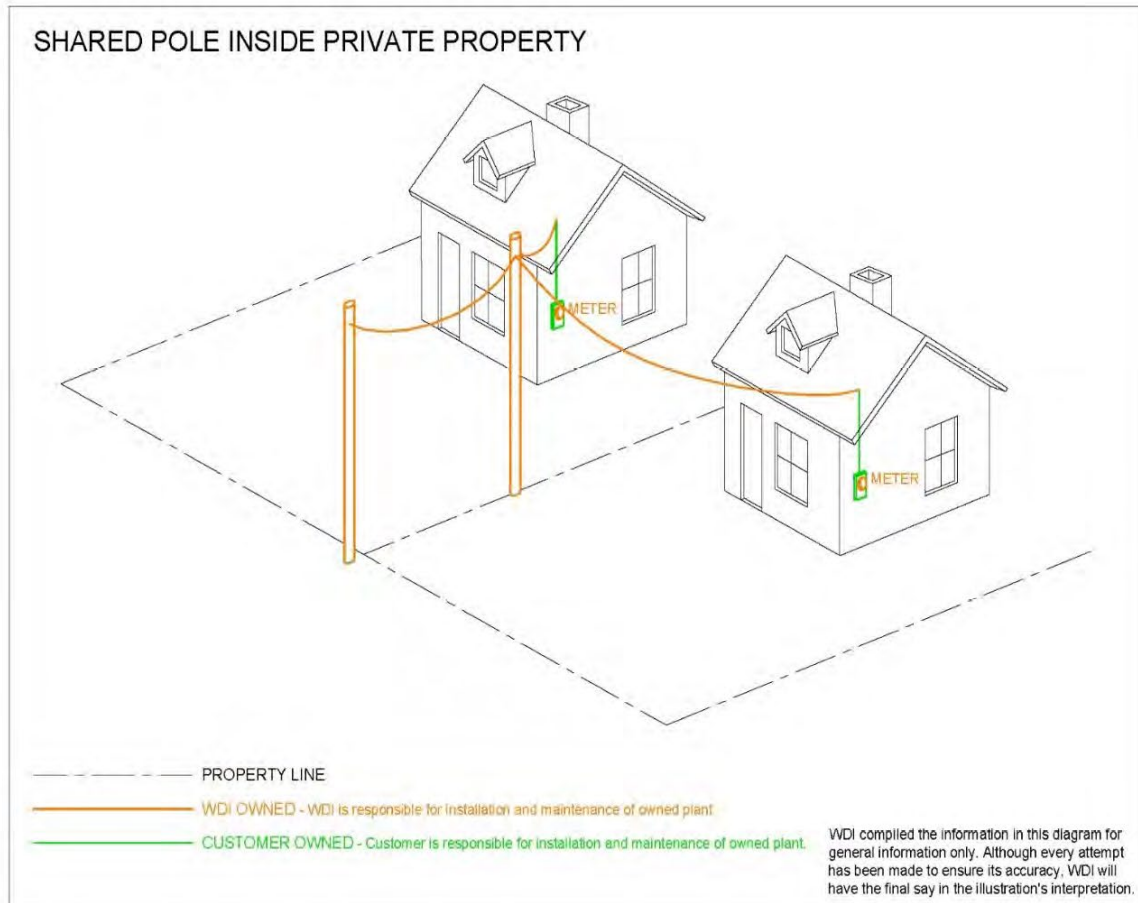 SHARED POLE INSIDE PRIVATE PROPERTY
METER
METER
PROPERTY LINE
WDI OWNED - WDI is responsible for installation and maintenance of owned plant
CUSTOMER OWNED - Customer is responsible for installation and maintenance of owned plant.
WDI compiled the information in this diagram for
general information only. Although every attempt
has been made to ensure its accuracy, WDI will
have the final say in the illustration's interpretation.